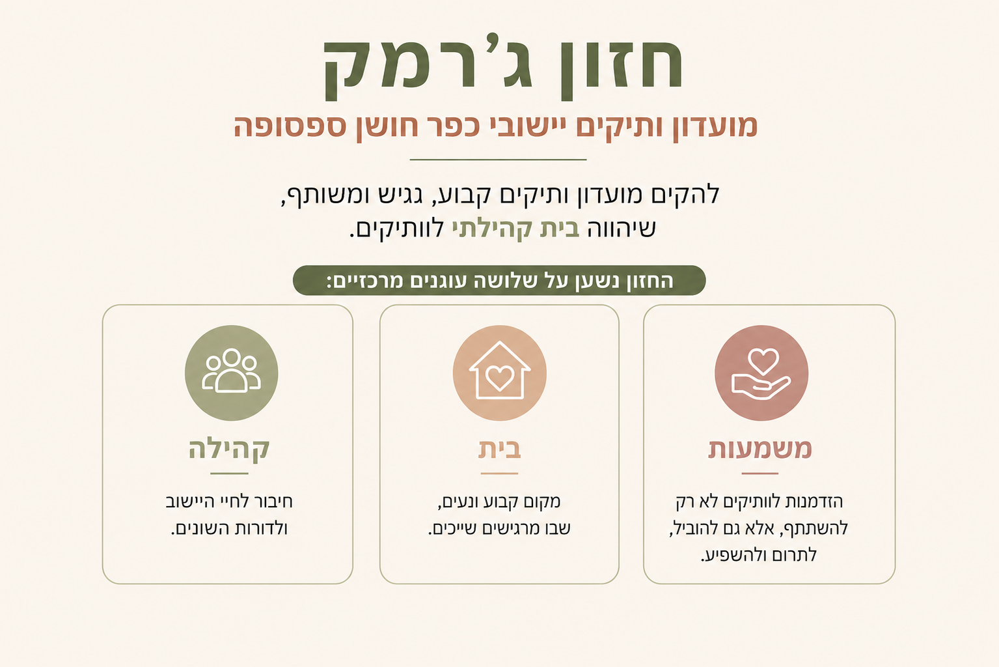 חזון ג'רמק
מועדון ותיקים יישובי כפר חושן ספסופה
להקים מועדון ותיקים קבוע, נגיש ומשותף,
שיהווה בית קהילתי לוותיקים.
החזון נשען על שלושה עוגנים מרכזיים:
משמעות
הזדמנות לוותיקים לא רק
להשתתף, אלא גם להוביל,
לתרום ולהשפיע.
בית
מקום קבוע ונעים,
שבו מרגישים שייכים.
קהילה
חיבור לחיי היישוב
ולדורות השונים.